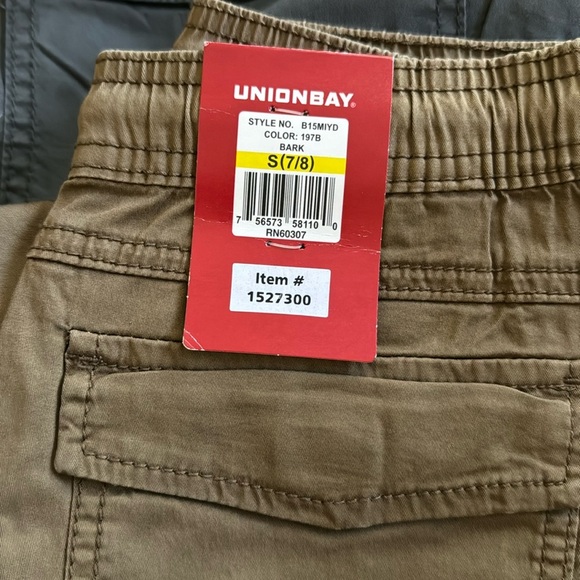 UNIONBAY®
STYLE NO. B15MIYD
COLOR: 197B
BARK
S(7/8)
7 56573 58110 0
RN60307
Item #
1527300